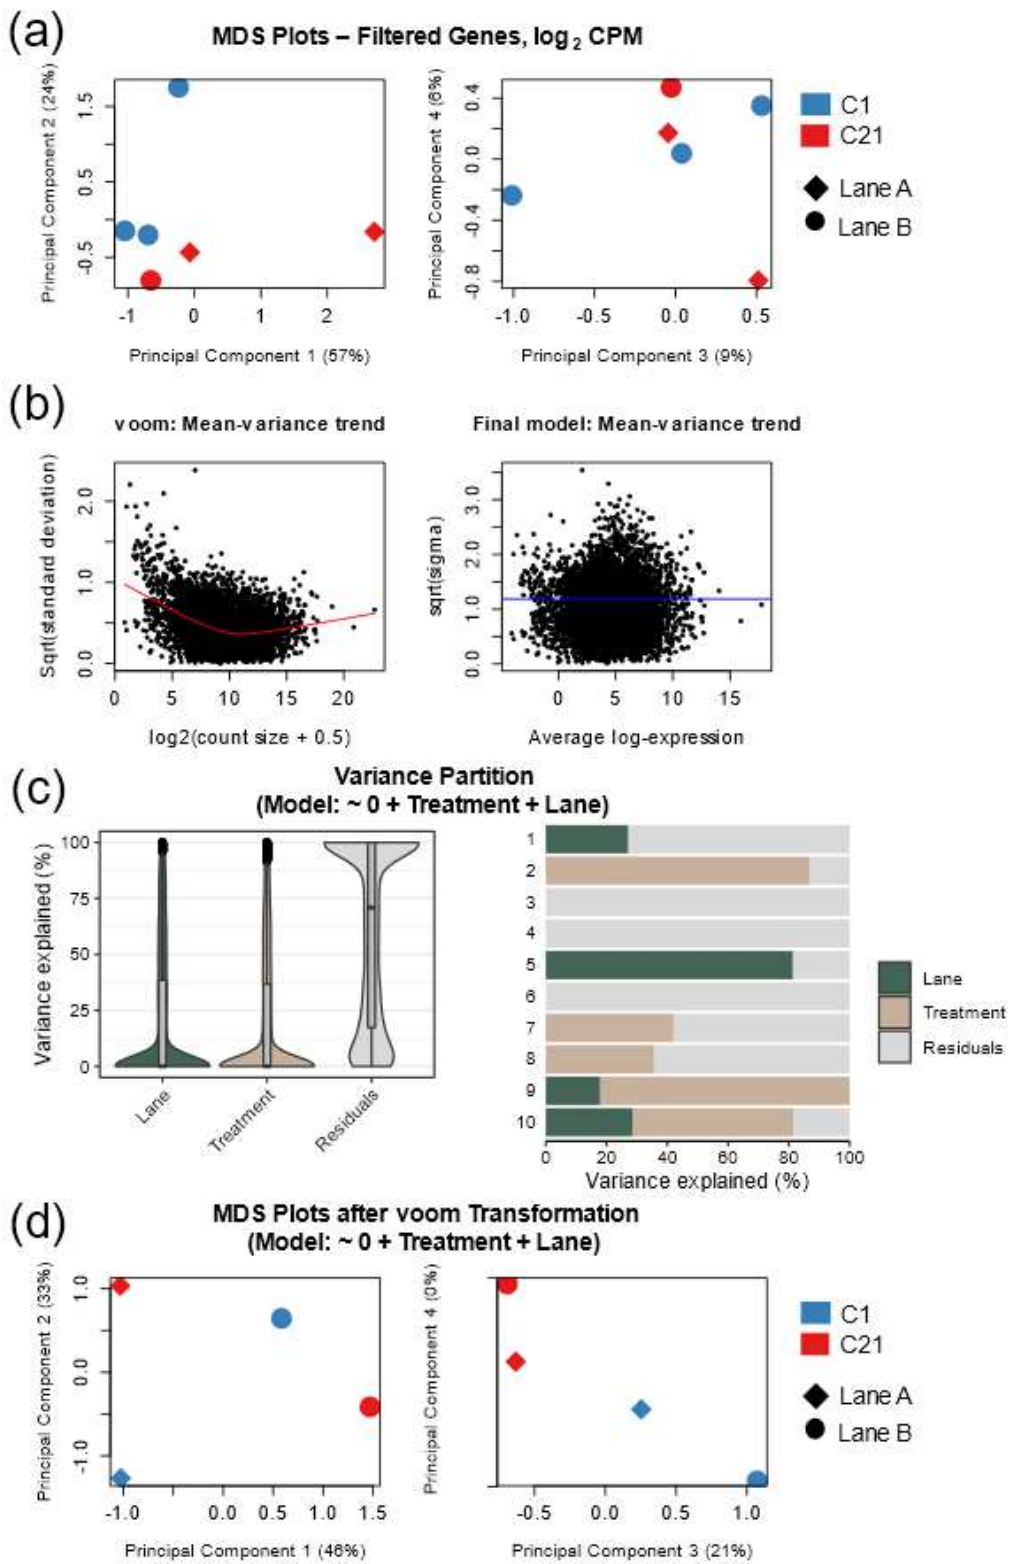 (a)
MDS Plots – Filtered Genes, log2 CPM
Principal Component 2 (24%)
1.5
0.5
-0.5
-1
0
1
2
Principal Component 1 (57%)
Principal Component 4 (6%)
0.4
0.0
-0.4
-0.8
-1.0
-0.5
0.0
0.5
Principal Component 3 (9%)
C1
C21
Lane A
Lane B
(b)
voom: Mean-variance trend
Sqrt(standard deviation)
2.0
1.0
0.0
0
5
10
15
20
log2(count size + 0.5)
Final model: Mean-variance trend
sqrt(sigma)
3.0
2.0
1.0
0.0
0
5
10
15
Average log-expression
(c)
Variance Partition
(Model: ~ 0 + Treatment + Lane)
Variance explained (%)
100
75
50
25
0
Lane
Treatment
Residuals
1
2
3
4
5
6
7
8
9
10
0
20
40
60
80
100
Variance explained (%)
Lane
Treatment
Residuals
(d)
MDS Plots after voom Transformation
(Model: ~ 0 + Treatment + Lane)
Principal Component 2 (33%)
1.0
0.0
-1.0
-1.0
0.0
0.5
1.0
1.5
Principal Component 1 (46%)
Principal Component 4 (0%)
-0.5
0.0
0.5
1.0
Principal Component 3 (21%)
C1
C21
Lane A
Lane B